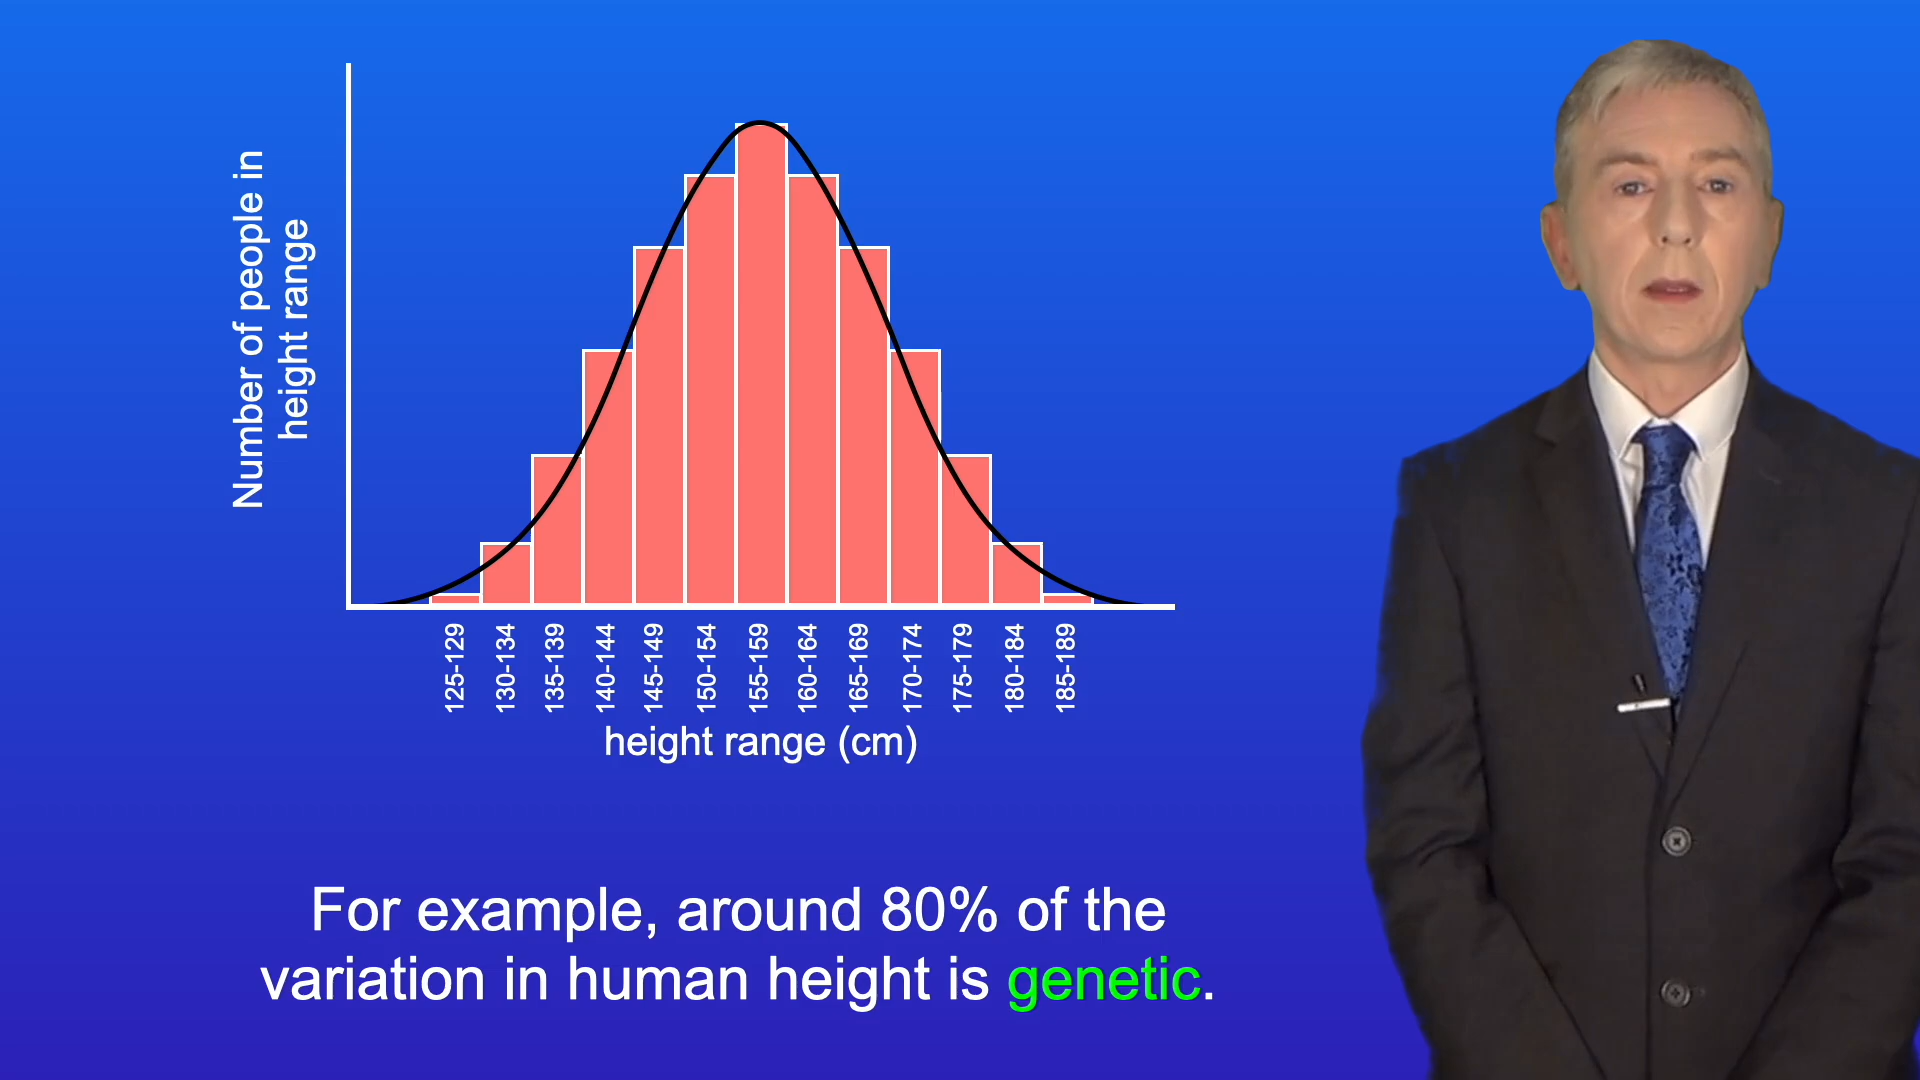 Number of people in
height range
125-129
130-134
135-139
140-144
145-149
150-154
155-159
160-164
165-169
170-174
175-179
180-184
185-189
height range (cm)
For example, around 80% of the
variation in human height is genetic.